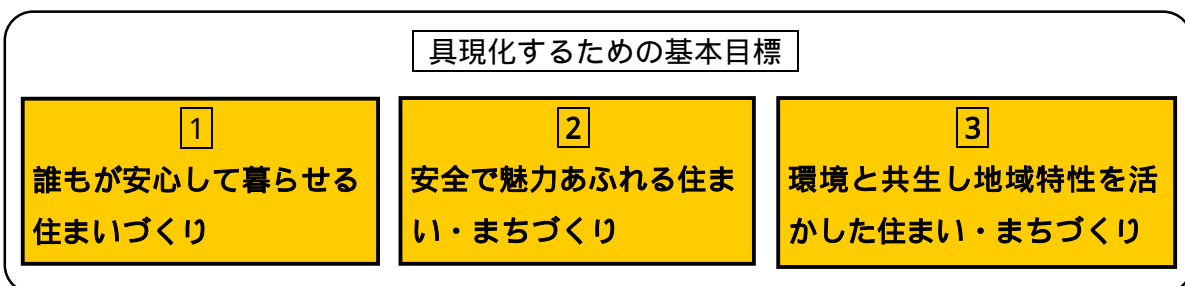 具現化するための基本目標
1
誰もが安心して暮らせる
住まいづくり
2
安全で魅力あふれる住ま
い・まちづくり
3
環境と共生し地域特性を活
かした住まい・まちづくり